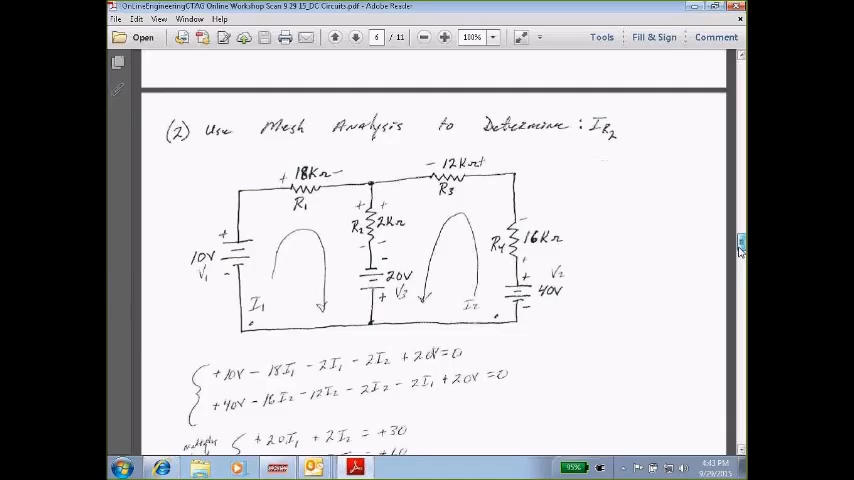 OnLineEngineeringCTAG Online Workshop Scan 9 29 15_DC Circuits.pdf - Adobe Reader
File Edit View Window Help
Open 6 / 11 100% Tools Fill & Sign Comment
(2) Use Mesh Analysis to Determine: IR2
+ 18KΩ - - 12KΩ +
R1 R3
+ + + -
R2 2KΩ R4 16KΩ
10V - - +
V1 - +
- 20V V2
+ V3 40V
I1 I2 -
+10V - 18I1 - 2I1 - 2I2 + 20V = 0
+40V - 16I2 - 12I2 - 2I2 - 2I1 + 20V = 0
multiply + 20I1 + 2I2 = +30
95% 4:43 PM
9/29/2015